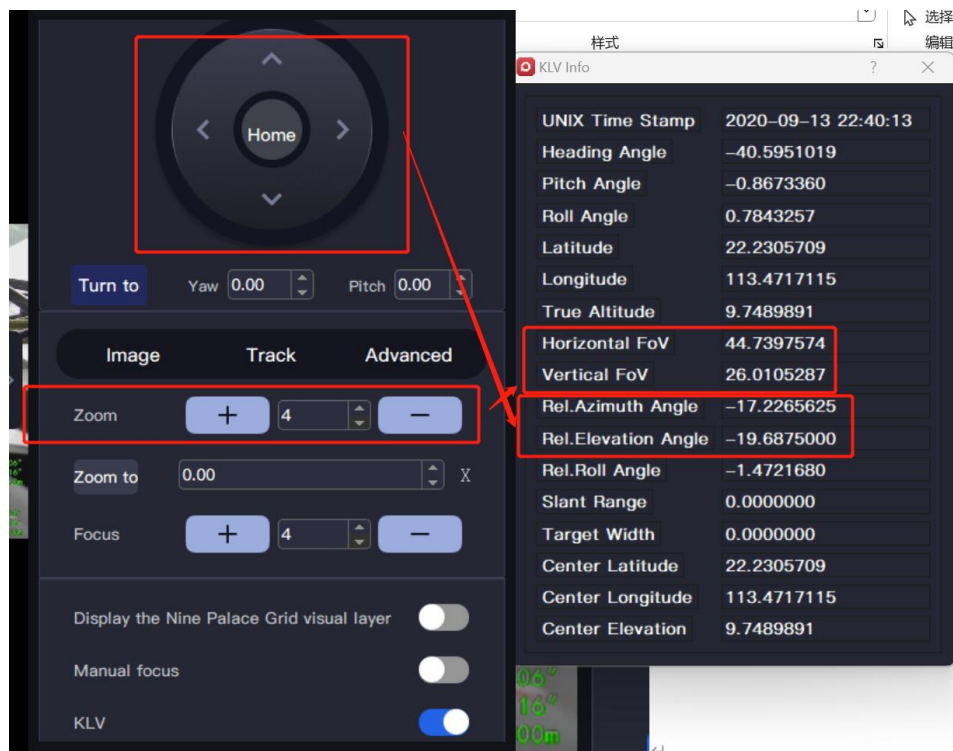 选择
样式
编辑
Home
Turn to Yaw 0.00 Pitch 0.00
Image Track Advanced
Zoom + 4 −
Zoom to 0.00 X
Focus + 4 −
Display the Nine Palace Grid visual layer
Manual focus
KLV
KLV Info ? ×
UNIX Time Stamp 2020-09-13 22:40:13
Heading Angle -40.5951019
Pitch Angle -0.8673360
Roll Angle 0.7843257
Latitude 22.2305709
Longitude 113.4717115
True Altitude 9.7489891
Horizontal FoV 44.7397574
Vertical FoV 26.0105287
Rel.Azimuth Angle -17.2265625
Rel.Elevation Angle -19.6875000
Rel.Roll Angle -1.4721680
Slant Range 0.0000000
Target Width 0.0000000
Center Latitude 22.2305709
Center Longitude 113.4717115
Center Elevation 9.7489891
06"
16"
00m